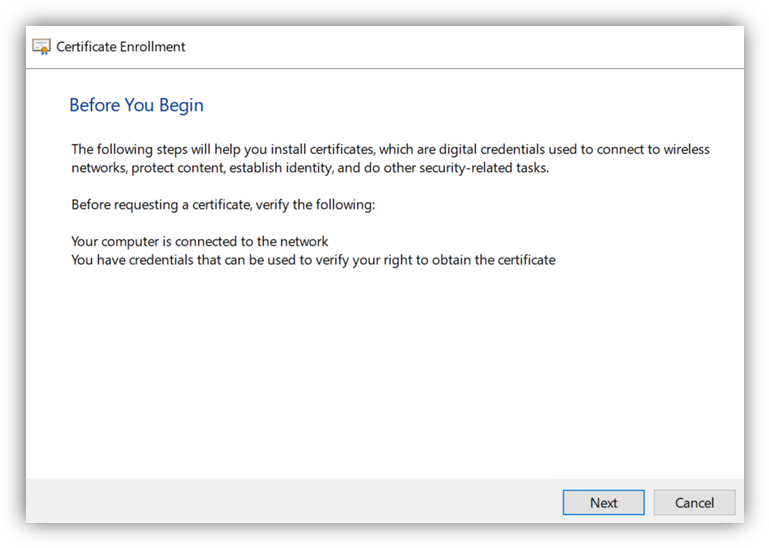 Certificate Enrollment
Before You Begin
The following steps will help you install certificates, which are digital credentials used to connect to wireless
networks, protect content, establish identity, and do other security-related tasks.
Before requesting a certificate, verify the following:
Your computer is connected to the network
You have credentials that can be used to verify your right to obtain the certificate
Next
Cancel